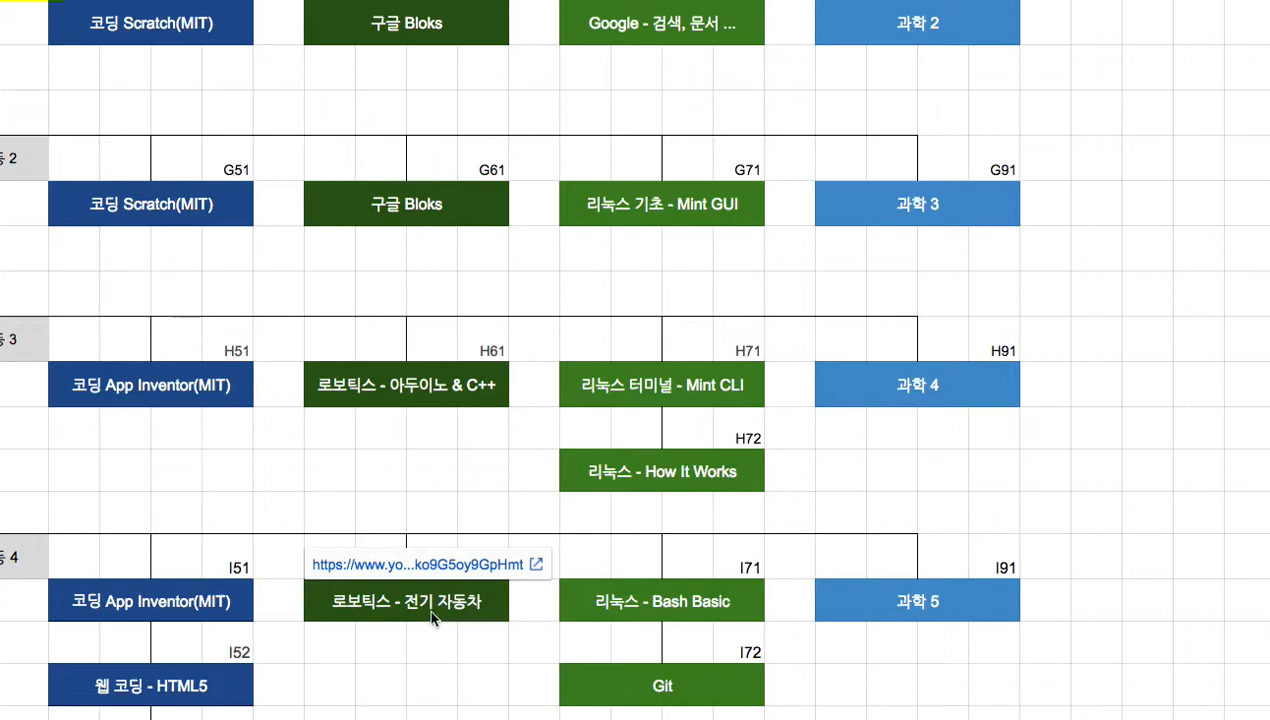 코딩 Scratch(MIT) 구글 Bloks Google - 검색, 문서 ... 과학 2
등 2
G51 G61 G71 G91
코딩 Scratch(MIT) 구글 Bloks 리눅스 기초 - Mint GUI 과학 3
등 3
H51 H61 H71 H91
코딩 App Inventor(MIT) 로보틱스 - 아두이노 & C++ 리눅스 터미널 - Mint CLI 과학 4
H72
리눅스 - How It Works
등 4
I51 https://www.yo...ko9G5oy9GpHmt I71 I91
코딩 App Inventor(MIT) 로보틱스 - 전기 자동차 리눅스 - Bash Basic 과학 5
I52 I72
웹 코딩 - HTML5 Git